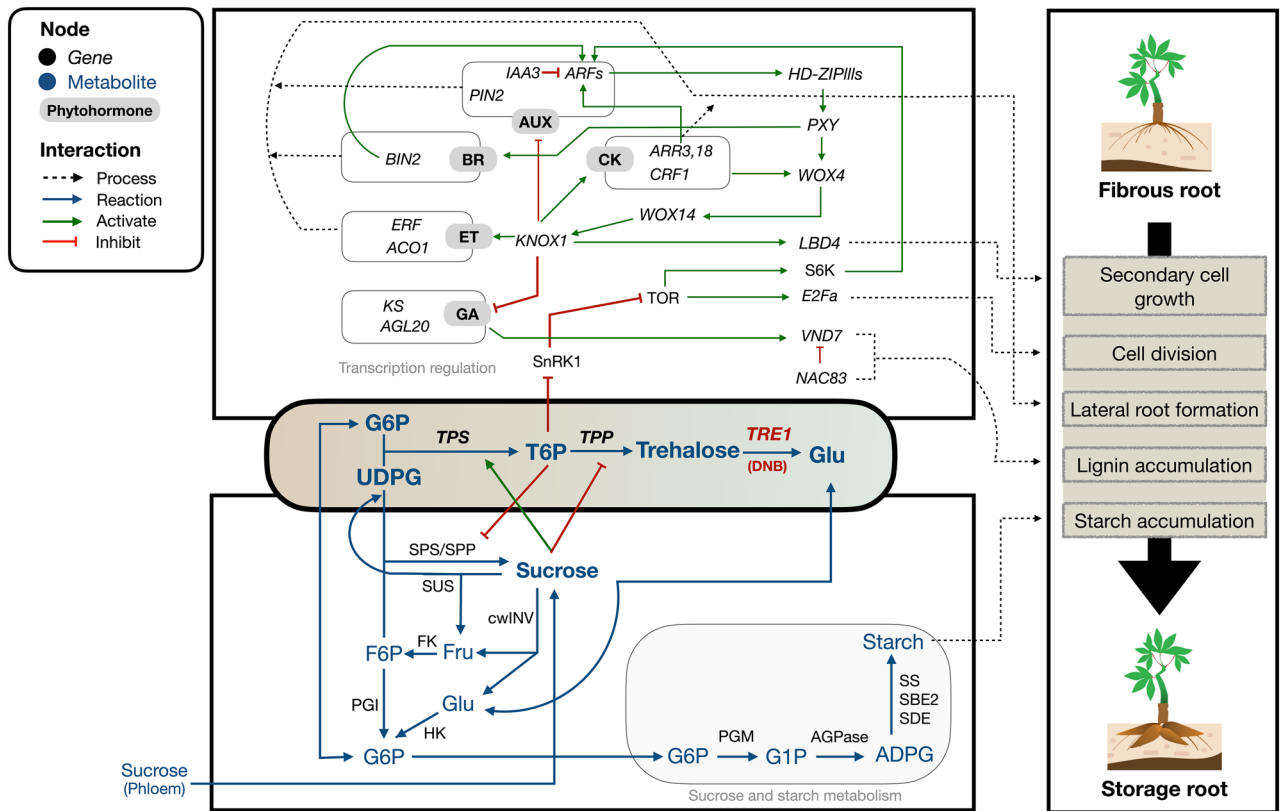 Node
Gene
Metabolite
Phytohormone
Interaction
Process
Reaction
Activate
Inhibit
IAA3
ARFs
PIN2
AUX
HD-ZIPIIIs
PXY
BIN2
BR
CK
ARR3,18
CRF1
WOX4
WOX14
ERF
ACO1
ET
KNOX1
LBD4
S6K
TOR
E2Fa
KS
AGL20
GA
VND7
NAC83
SnRK1
Transcription regulation
G6P
UDPG
TPS
T6P
TPP
Trehalose
TRE1
(DNB)
Glu
SPS/SPP
Sucrose
SUS
cwINV
F6P
FK
Fru
PGI
Glu
HK
G6P
Sucrose
(Phloem)
Starch
SS
SBE2
SDE
G6P
PGM
G1P
AGPase
ADPG
Sucrose and starch metabolism
Fibrous root
Secondary cell
growth
Cell division
Lateral root formation
Lignin accumulation
Starch accumulation
Storage root